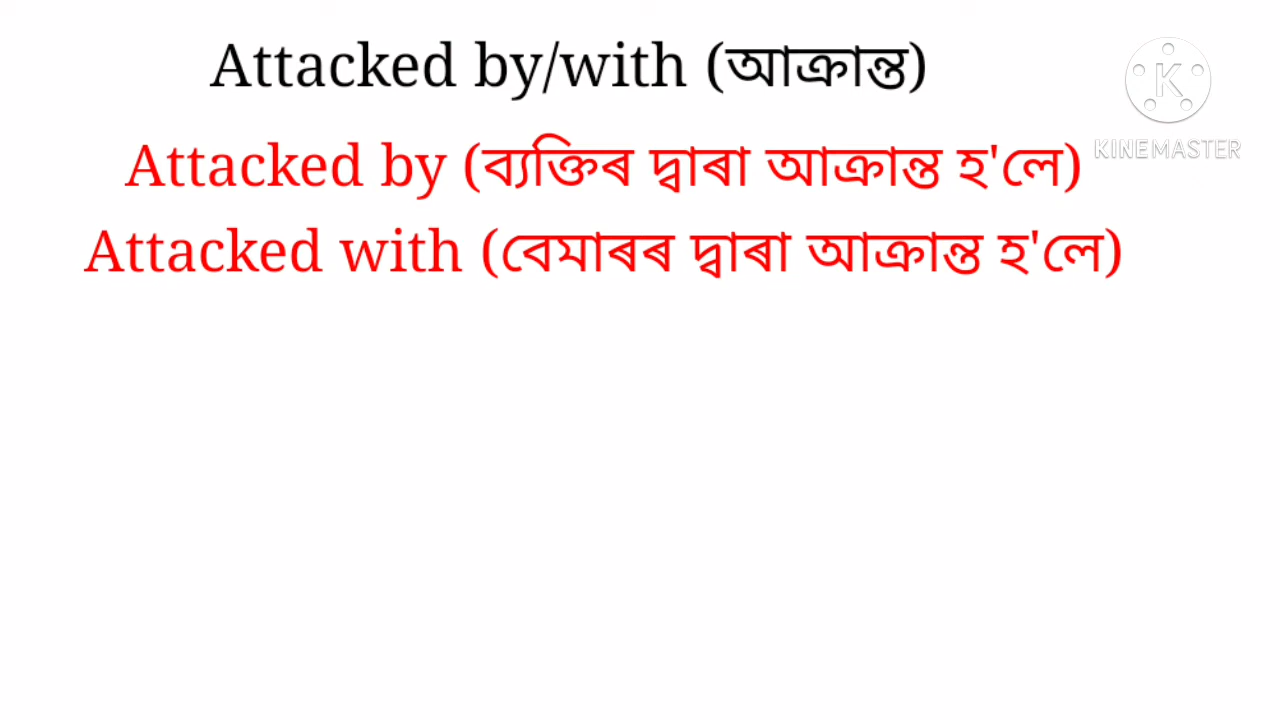 Attacked by/with (আক্ৰান্ত)
Attacked by (ব্যক্তিৰ দ্বাৰা আক্ৰান্ত হ'লে)
Attacked with (বেমাৰৰ দ্বাৰা আক্ৰান্ত হ'লে)
K
KINEMASTER